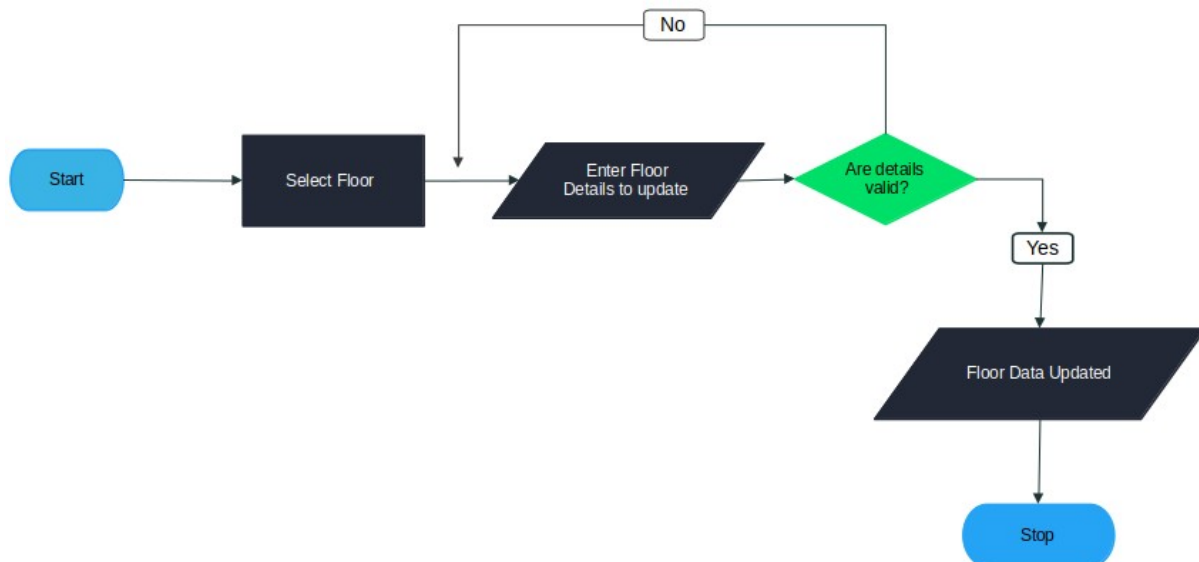 No
Start
Select Floor
Enter Floor
Details to update
Are details
valid?
Yes
Floor Data Updated
Stop